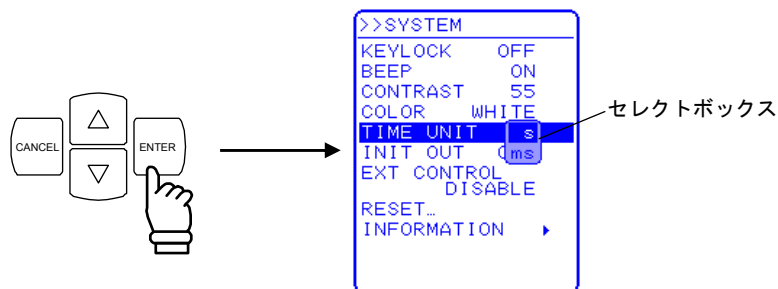 CANCEL
△
▽
ENTER
>>SYSTEM
KEYLOCK OFF
BEEP ON
CONTRAST 55
COLOR WHITE
TIME UNIT s
INIT OUT ms
EXT CONTROL
DISABLE
RESET…
INFORMATION ▸
セレクトボックス